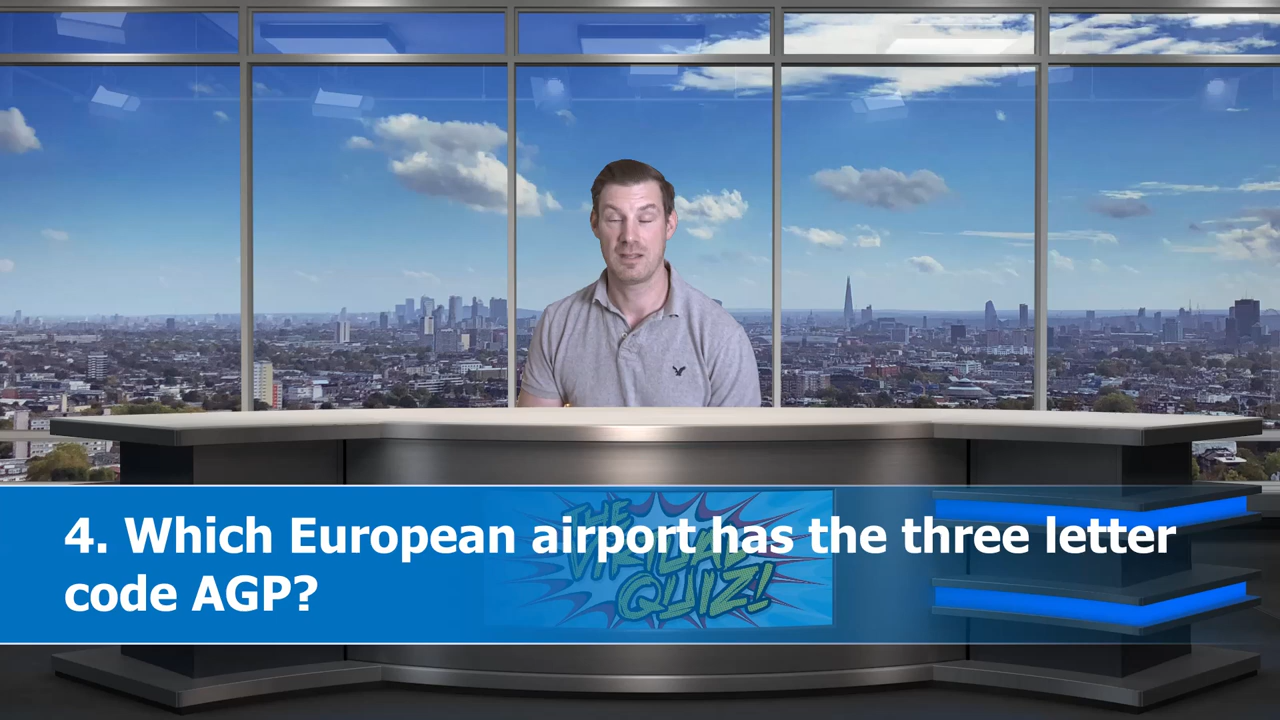 4. Which European airport has the three letter
code AGP?
THE
VIRTUAL
QUIZ!